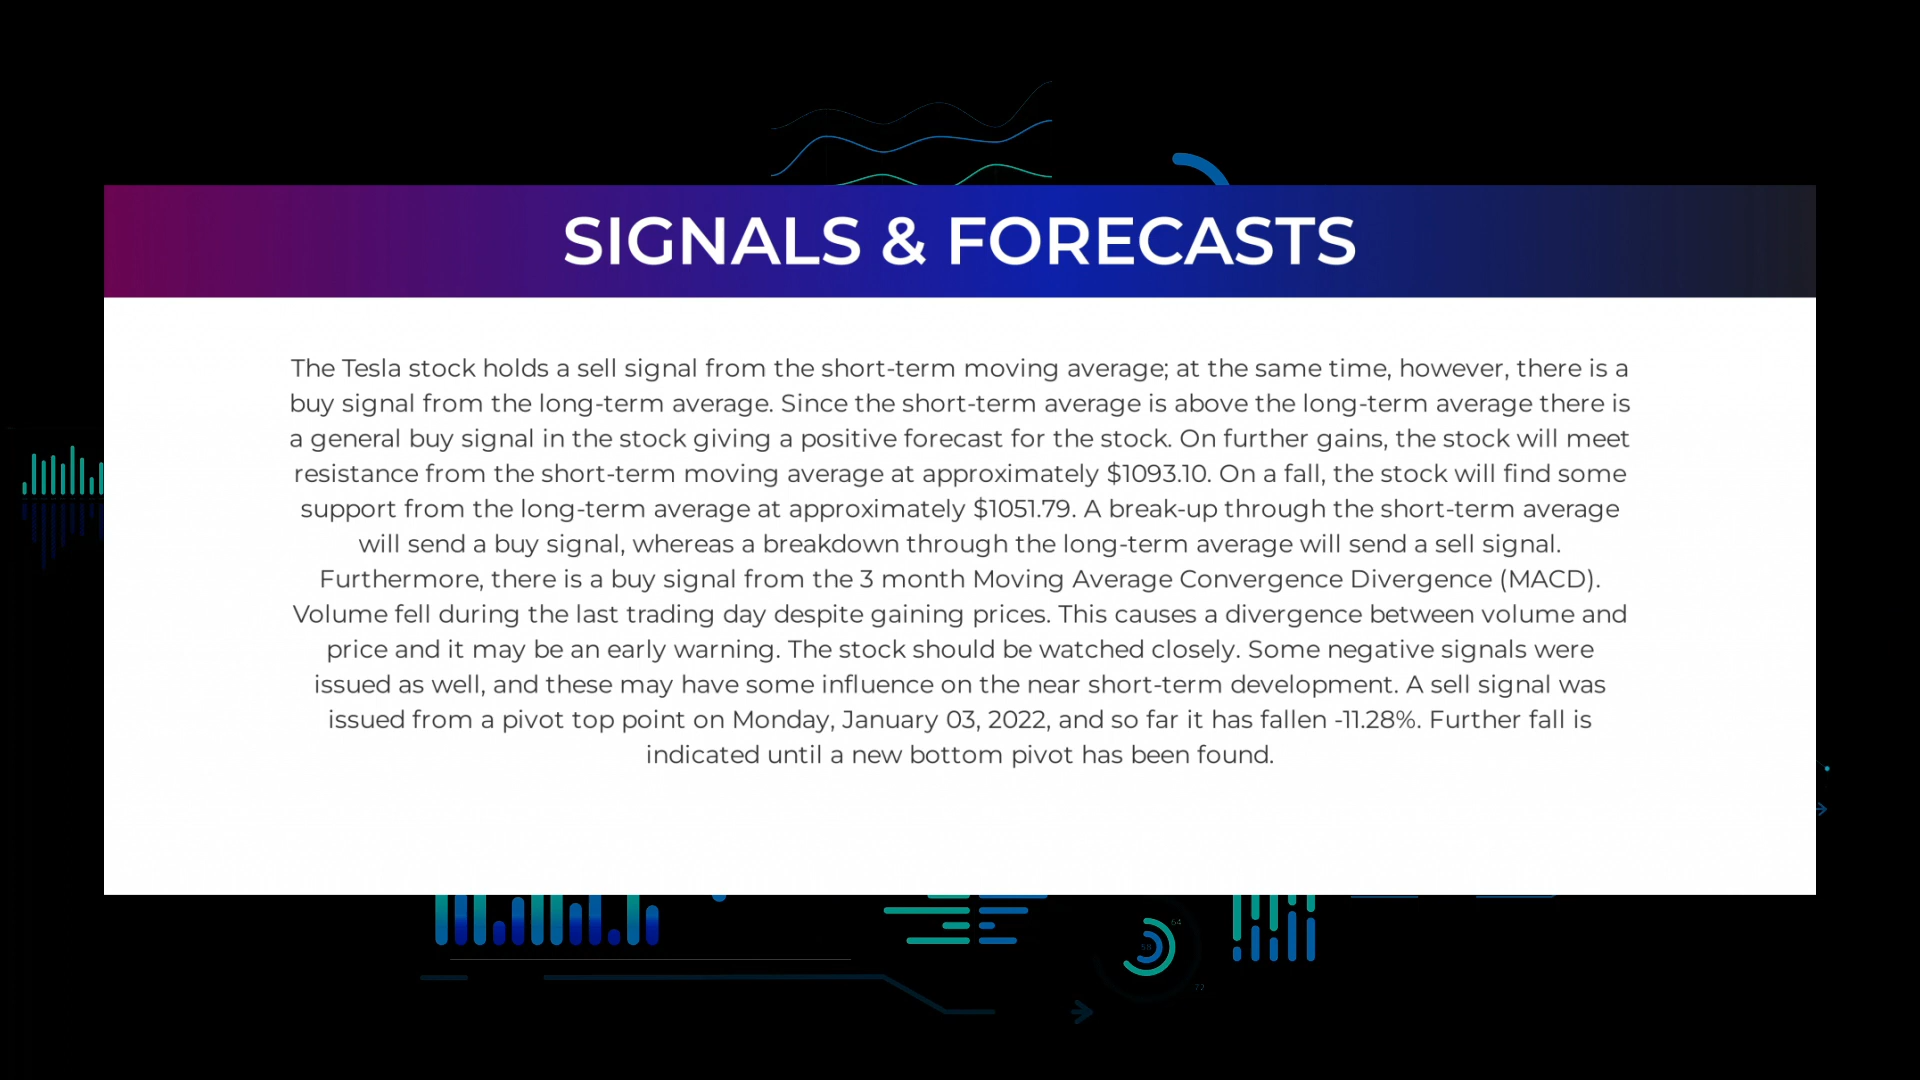 SIGNALS & FORECASTS
The Tesla stock holds a sell signal from the short-term moving average; at the same time, however, there is a
buy signal from the long-term average. Since the short-term average is above the long-term average there is
a general buy signal in the stock giving a positive forecast for the stock. On further gains, the stock will meet
resistance from the short-term moving average at approximately $1093.10. On a fall, the stock will find some
support from the long-term average at approximately $1051.79. A break-up through the short-term average
will send a buy signal, whereas a breakdown through the long-term average will send a sell signal.
Furthermore, there is a buy signal from the 3 month Moving Average Convergence Divergence (MACD).
Volume fell during the last trading day despite gaining prices. This causes a divergence between volume and
price and it may be an early warning. The stock should be watched closely. Some negative signals were
issued as well, and these may have some influence on the near short-term development. A sell signal was
issued from a pivot top point on Monday, January 03, 2022, and so far it has fallen -11.28%. Further fall is
indicated until a new bottom pivot has been found.
64
77